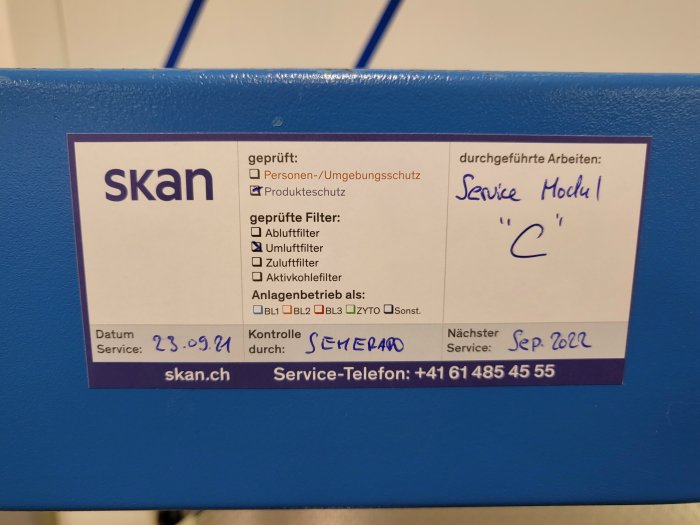 skan
geprüft:
Personen-/Umgebungsschutz
Produkteschutz
geprüfte Filter:
Abluftfilter
Umluftfilter
Zuluftfilter
Aktivkohlefilter
Anlagenbetrieb als:
BL1 BL2 BL3 ZYTO Sonst.
durchgeführte Arbeiten:
Service Modul
"C"
Datum
Service: 23.09.21
Kontrolle
durch: SEMERARO
Nächster
Service: Sep. 2022
skan.ch Service-Telefon: +41 61 485 45 55